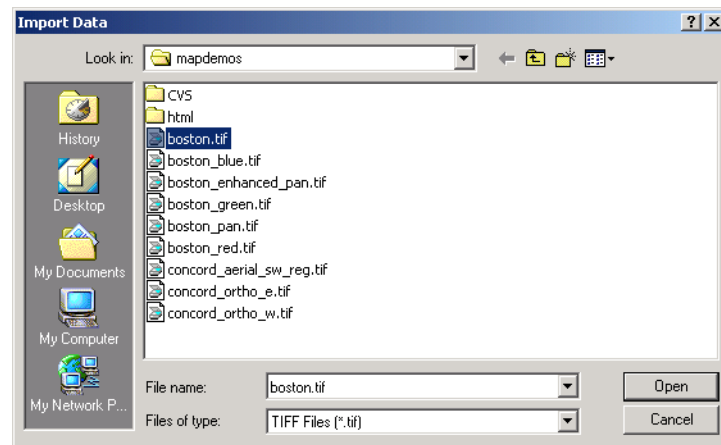 Import Data
Look in: mapdemos
History
Desktop
My Documents
My Computer
My Network P...
CVS
html
boston.tif
boston_blue.tif
boston_enhanced_pan.tif
boston_green.tif
boston_pan.tif
boston_red.tif
concord_aerial_sw_reg.tif
concord_ortho_e.tif
concord_ortho_w.tif
File name: boston.tif Open
Files of type: TIFF Files (*.tif) Cancel